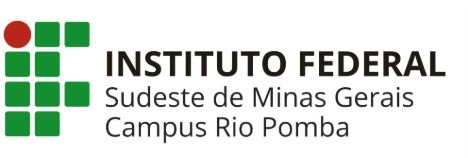 INSTITUTO FEDERAL
Sudeste de Minas Gerais
Campus Rio Pomba